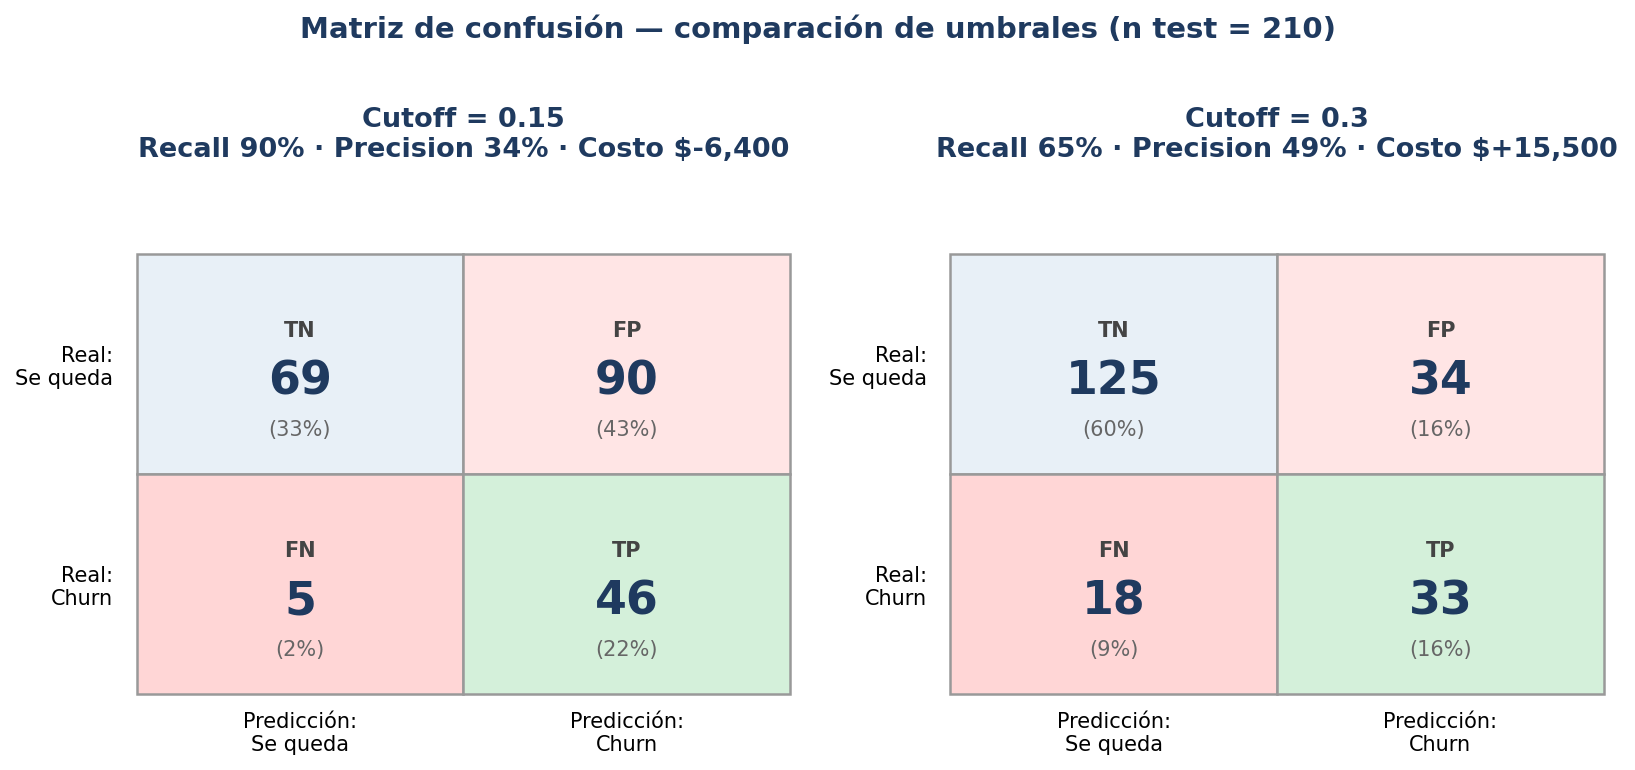 Matriz de confusión — comparación de umbrales (n test = 210)
Cutoff = 0.15
Recall 90% · Precision 34% · Costo $-6,400
Real:
Se queda
TN
69
(33%)
FP
90
(43%)
Real:
Churn
FN
5
(2%)
TP
46
(22%)
Predicción:
Se queda
Predicción:
Churn
Cutoff = 0.3
Recall 65% · Precision 49% · Costo $+15,500
Real:
Se queda
TN
125
(60%)
FP
34
(16%)
Real:
Churn
FN
18
(9%)
TP
33
(16%)
Predicción:
Se queda
Predicción:
Churn